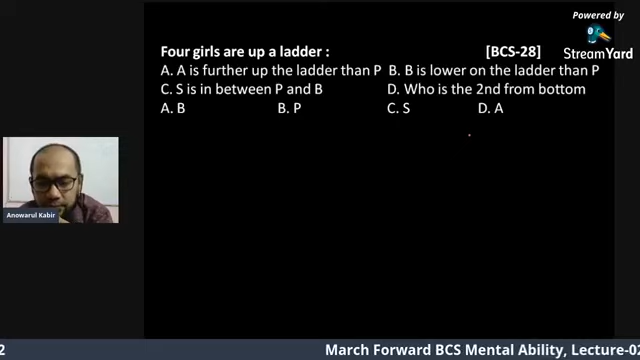 Powered by
StreamYard
Four girls are up a ladder : [BCS-28]
A. A is further up the ladder than P B. B is lower on the ladder than P
C. S is in between P and B D. Who is the 2nd from bottom
A. B B. P C. S D. A
Anowarul Kabir
2 March Forward BCS Mental Ability, Lecture-02